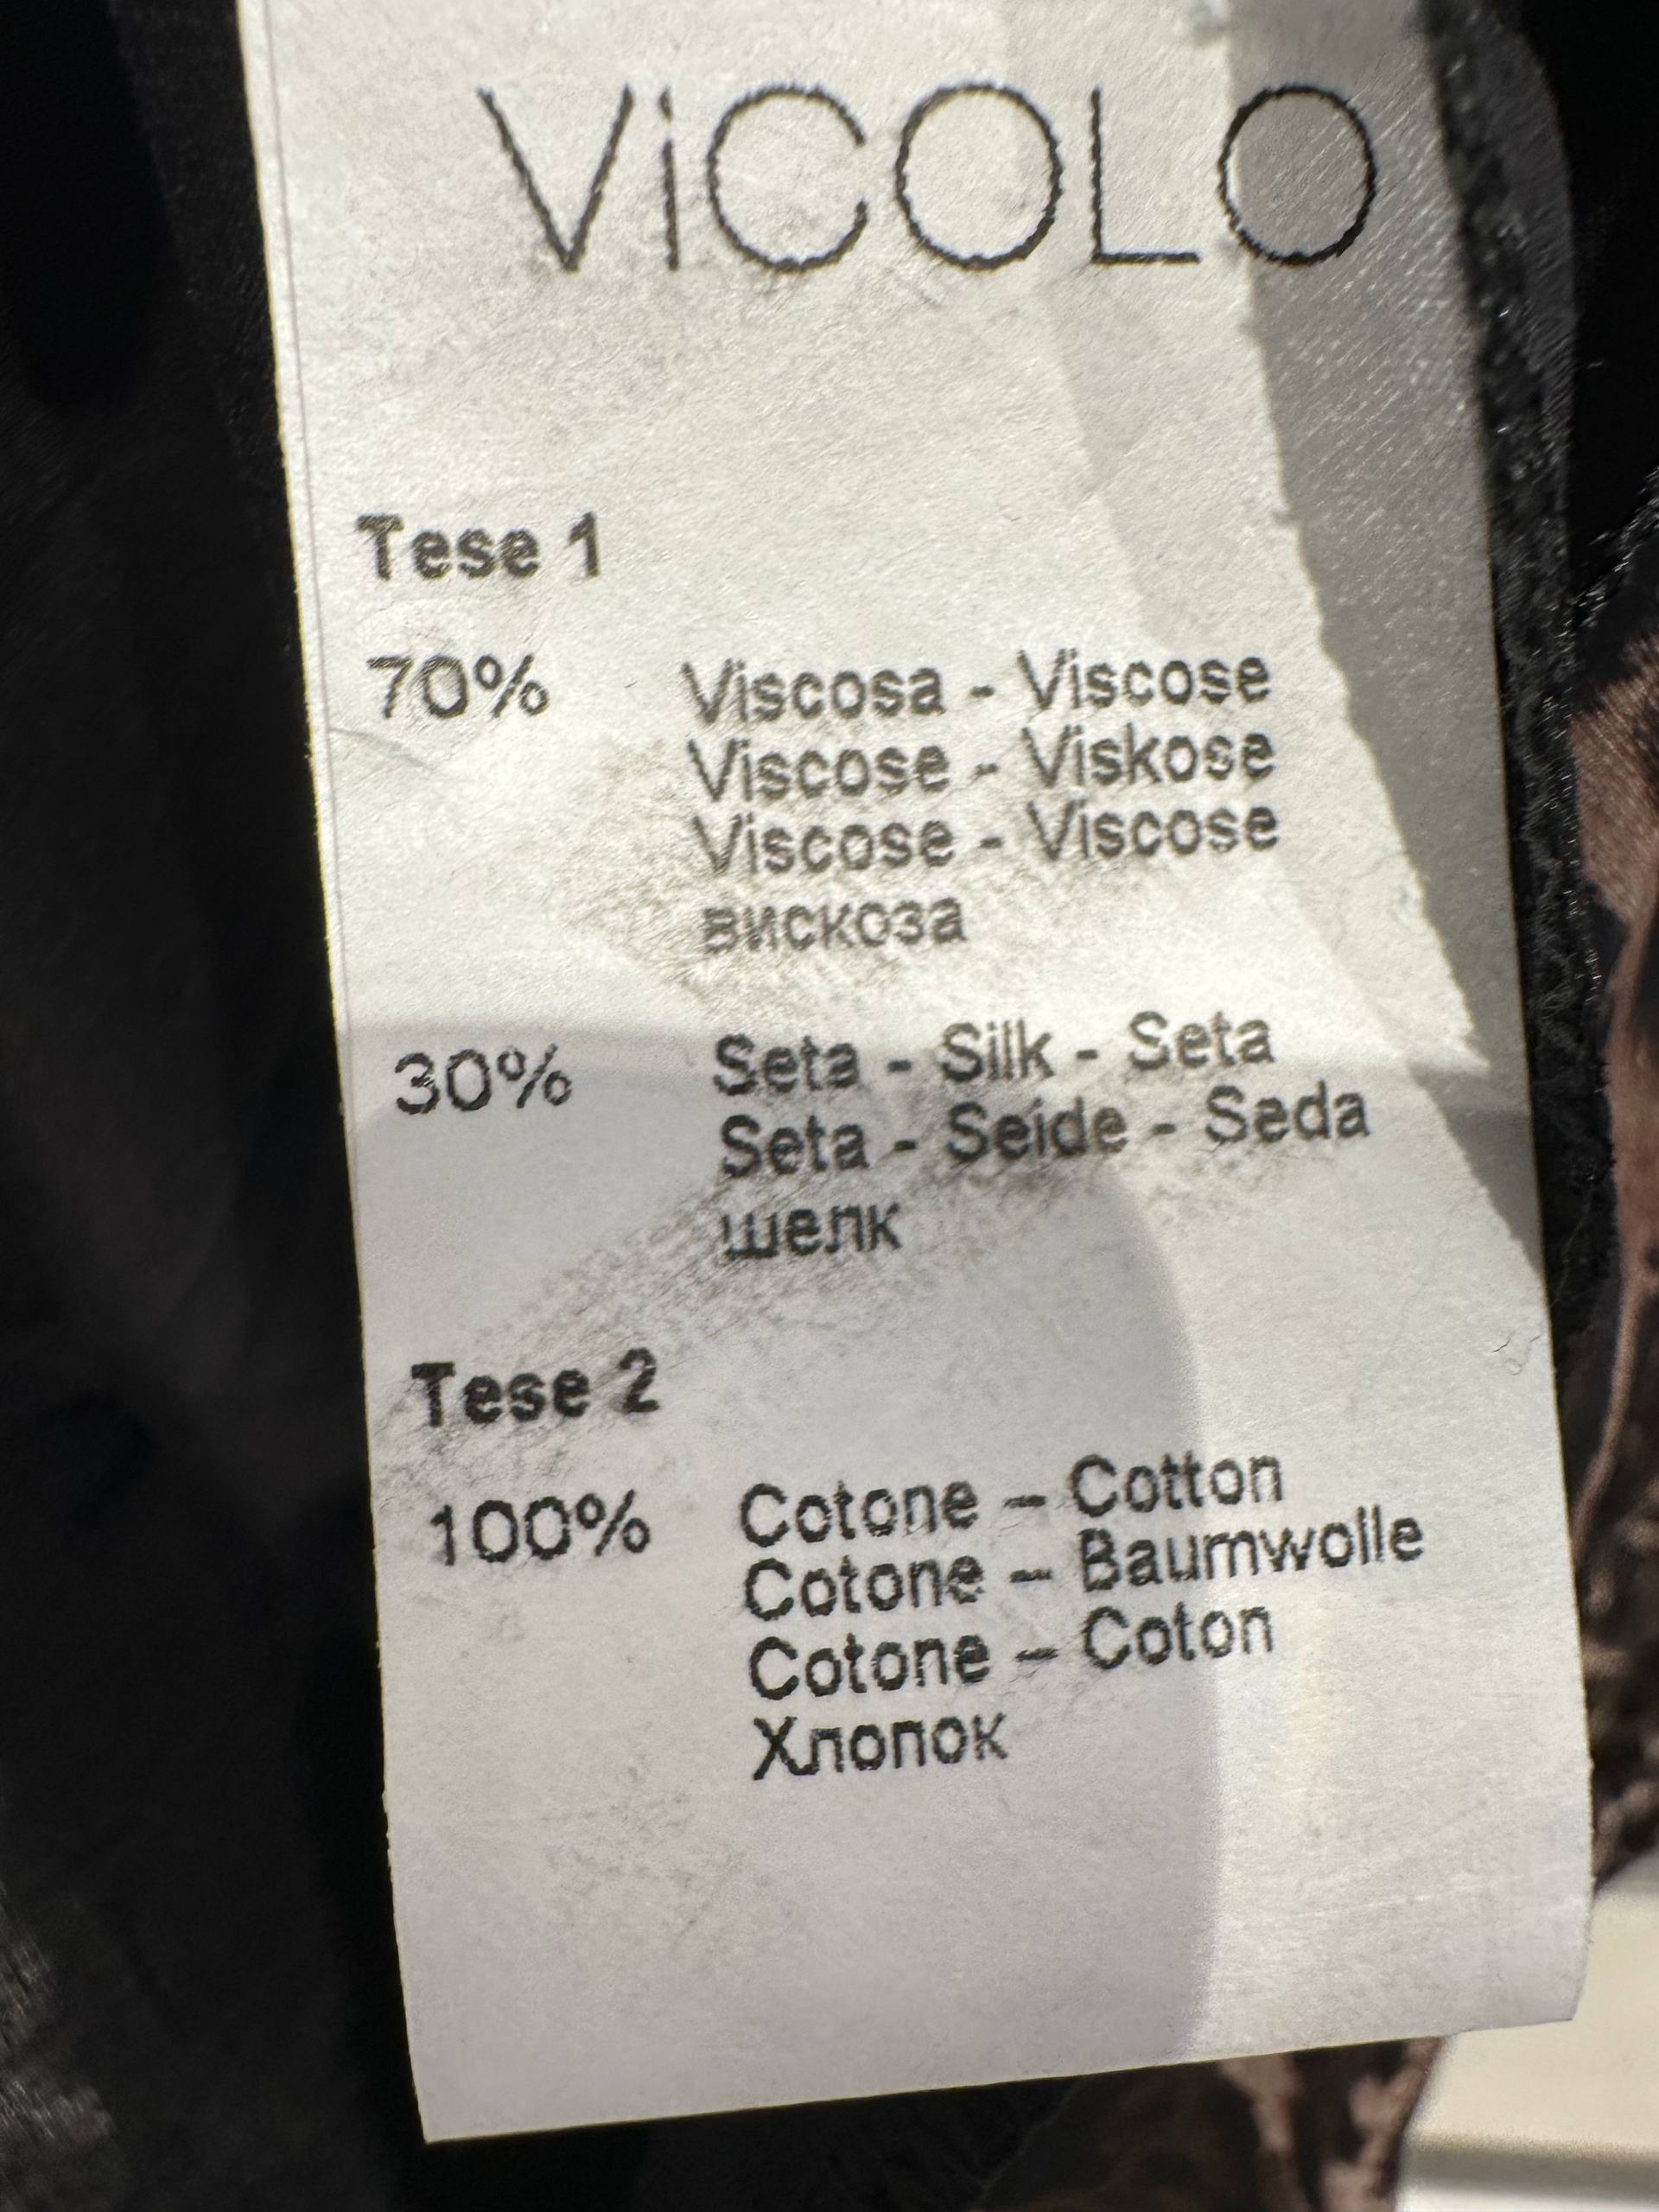 ViCOLO
Tese 1
70% Viscosa - Viscose
Viscose - Viskose
Viscose - Viscose
вискоза
30% Seta - Silk - Seta
Seta - Seide - Seda
шелк
Tese 2
100% Cotone - Cotton
Cotone - Baumwolle
Cotone - Coton
Хлопок